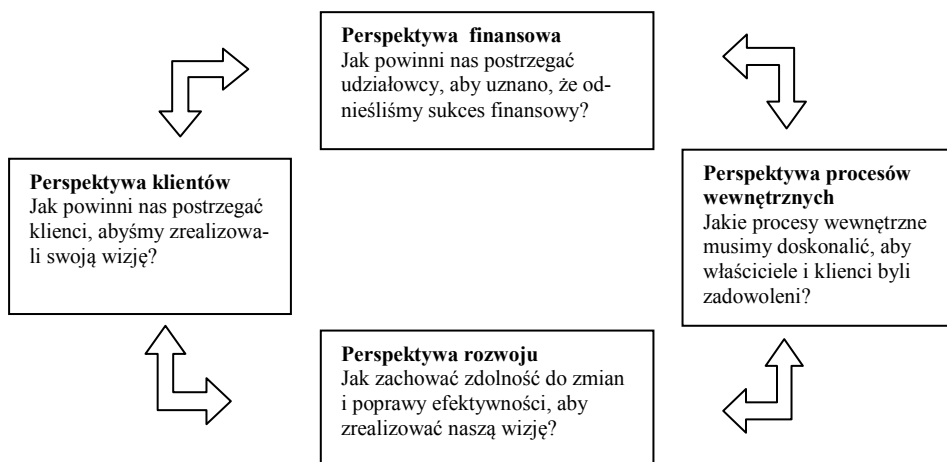 Perspektywa finansowa
Jak powinni nas postrzegać
udziałowcy, aby uznano, że od-
nieśliśmy sukces finansowy?
Perspektywa klientów
Jak powinni nas postrzegać
klienci, abyśmy zrealizowa-
li swoją wizję?
Perspektywa procesów
wewnętrznych
Jakie procesy wewnętrzne
musimy doskonalić, aby
właściciele i klienci byli
zadowoleni?
Perspektywa rozwoju
Jak zachować zdolność do zmian
i poprawy efektywności, aby
zrealizować naszą wizję?